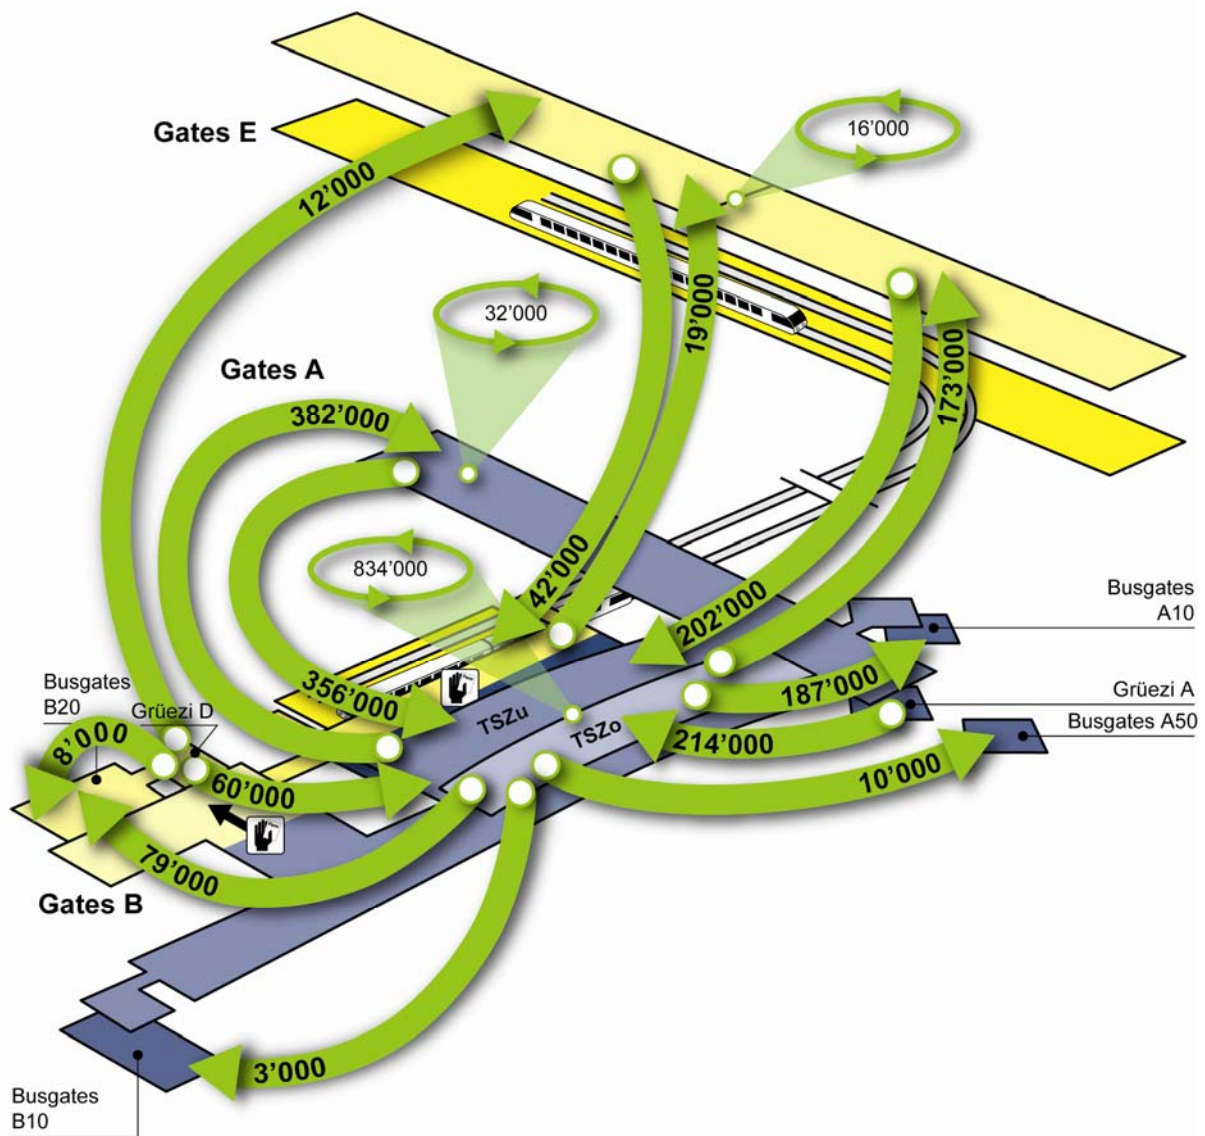 Gates E
16'000
12'000
19'000
32'000
173'000
Gates A
382'000
834'000
42'000
202'000
Busgates
A10
356'000
187'000
Grüezi A
Busgates
B20
Grüezi D
TSZu
TSZo
Busgates A50
8'000
214'000
60'000
10'000
79'000
Gates B
3'000
Busgates
B10